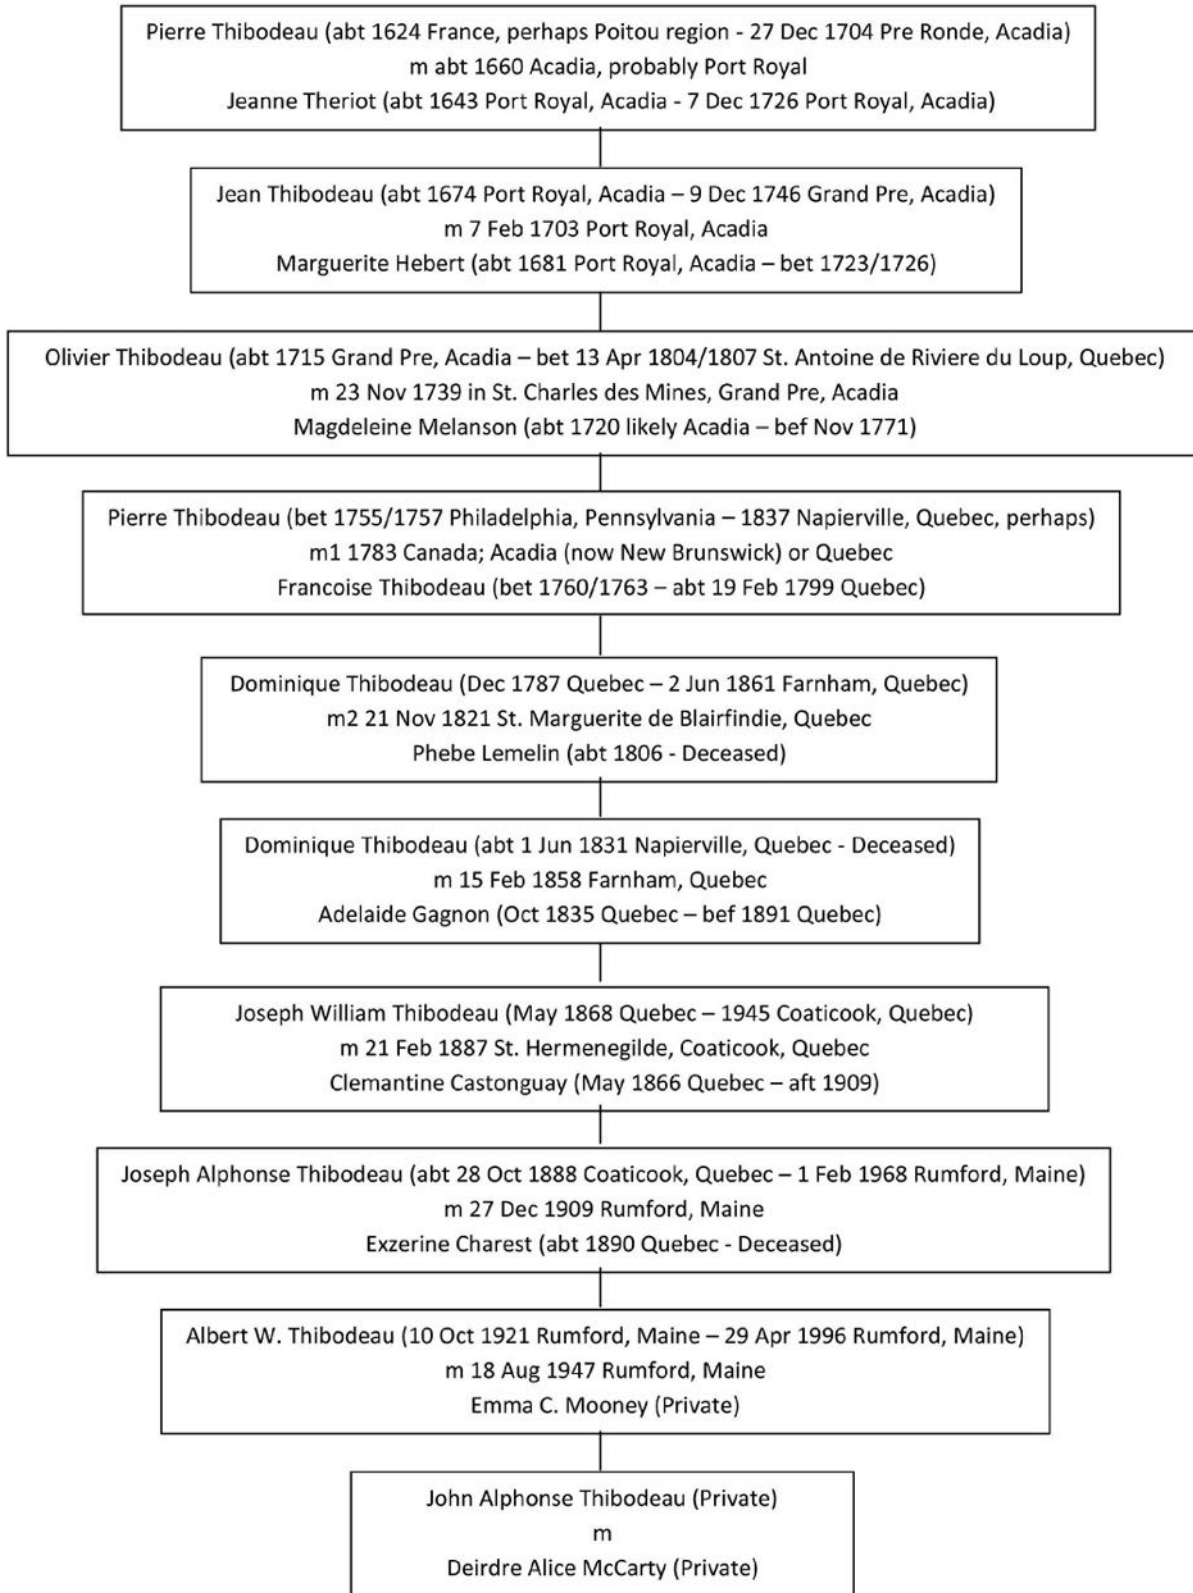 Pierre Thibodeau (abt 1624 France, perhaps Poitou region - 27 Dec 1704 Pre Ronde, Acadia)
m abt 1660 Acadia, probably Port Royal
Jeanne Theriot (abt 1643 Port Royal, Acadia - 7 Dec 1726 Port Royal, Acadia)
Jean Thibodeau (abt 1674 Port Royal, Acadia – 9 Dec 1746 Grand Pre, Acadia)
m 7 Feb 1703 Port Royal, Acadia
Marguerite Hebert (abt 1681 Port Royal, Acadia – bet 1723/1726)
Olivier Thibodeau (abt 1715 Grand Pre, Acadia – bet 13 Apr 1804/1807 St. Antoine de Riviere du Loup, Quebec)
m 23 Nov 1739 in St. Charles des Mines, Grand Pre, Acadia
Magdeleine Melanson (abt 1720 likely Acadia – bef Nov 1771)
Pierre Thibodeau (bet 1755/1757 Philadelphia, Pennsylvania – 1837 Napierville, Quebec, perhaps)
m1 1783 Canada; Acadia (now New Brunswick) or Quebec
Francoise Thibodeau (bet 1760/1763 – abt 19 Feb 1799 Quebec)
Dominique Thibodeau (Dec 1787 Quebec – 2 Jun 1861 Farnham, Quebec)
m2 21 Nov 1821 St. Marguerite de Blairfindie, Quebec
Phebe Lemelin (abt 1806 - Deceased)
Dominique Thibodeau (abt 1 Jun 1831 Napierville, Quebec - Deceased)
m 15 Feb 1858 Farnham, Quebec
Adelaide Gagnon (Oct 1835 Quebec – bef 1891 Quebec)
Joseph William Thibodeau (May 1868 Quebec – 1945 Coaticook, Quebec)
m 21 Feb 1887 St. Hermenegilde, Coaticook, Quebec
Clemantine Castonguay (May 1866 Quebec – aft 1909)
Joseph Alphonse Thibodeau (abt 28 Oct 1888 Coaticook, Quebec – 1 Feb 1968 Rumford, Maine)
m 27 Dec 1909 Rumford, Maine
Exzerine Charest (abt 1890 Quebec - Deceased)
Albert W. Thibodeau (10 Oct 1921 Rumford, Maine – 29 Apr 1996 Rumford, Maine)
m 18 Aug 1947 Rumford, Maine
Emma C. Mooney (Private)
John Alphonse Thibodeau (Private)
m
Deirdre Alice McCarty (Private)